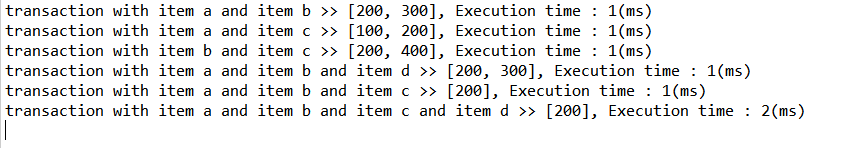 transaction with item a and item b >> [200, 300], Execution time : 1(ms)
transaction with item a and item c >> [100, 200], Execution time : 1(ms)
transaction with item b and item c >> [200, 400], Execution time : 1(ms)
transaction with item a and item b and item d >> [200, 300], Execution time : 1(ms)
transaction with item a and item b and item c >> [200], Execution time : 1(ms)
transaction with item a and item b and item c and item d >> [200], Execution time : 2(ms)